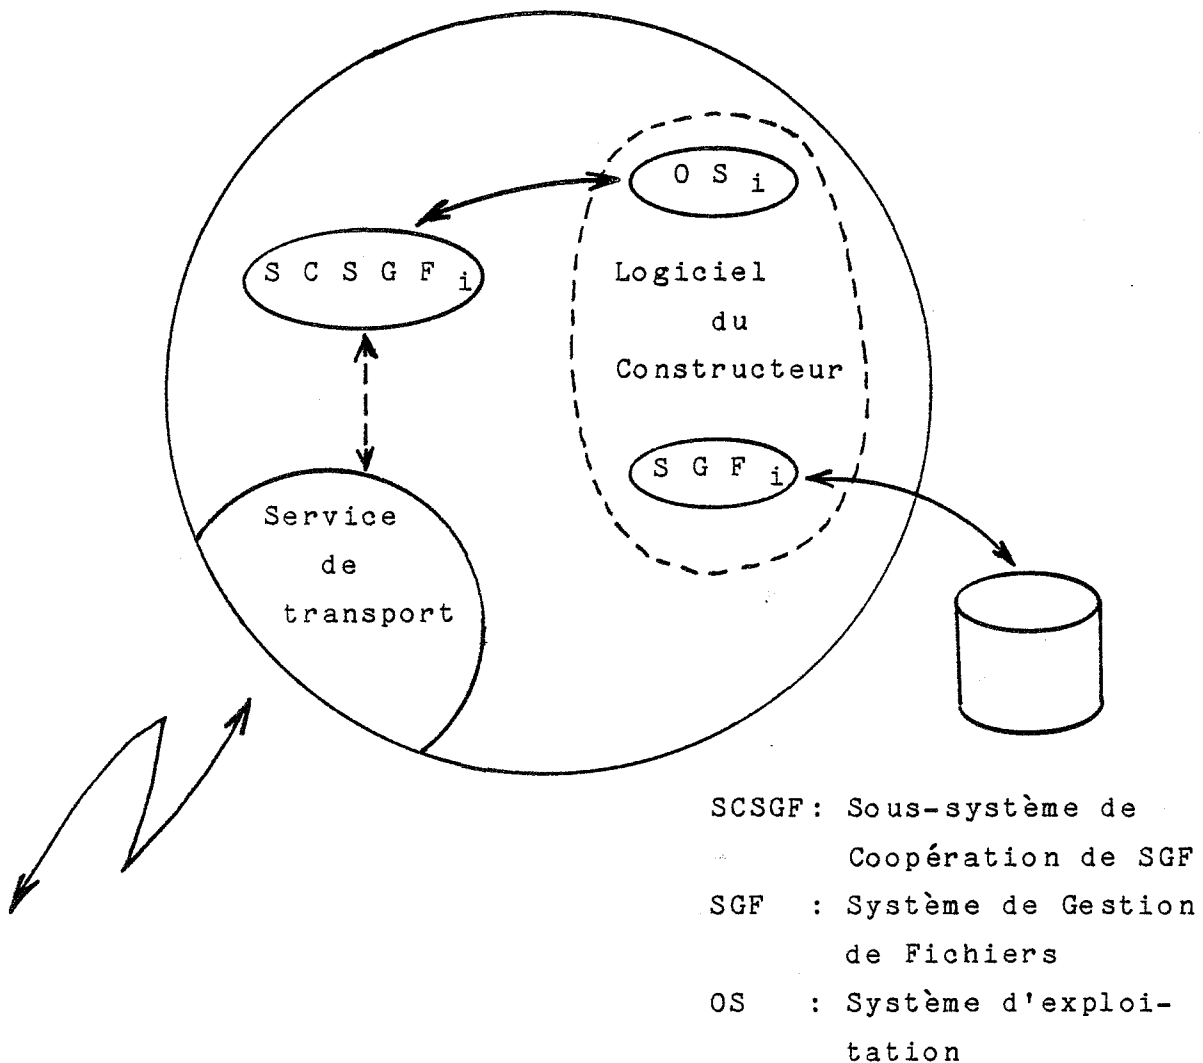 O S i
S C S G F i
Logiciel
du
Constructeur
S G F i
Service
de
transport
SCSGF: Sous-système de
Coopération de SGF
SGF : Système de Gestion
de Fichiers
OS : Système d'exploi-
tation